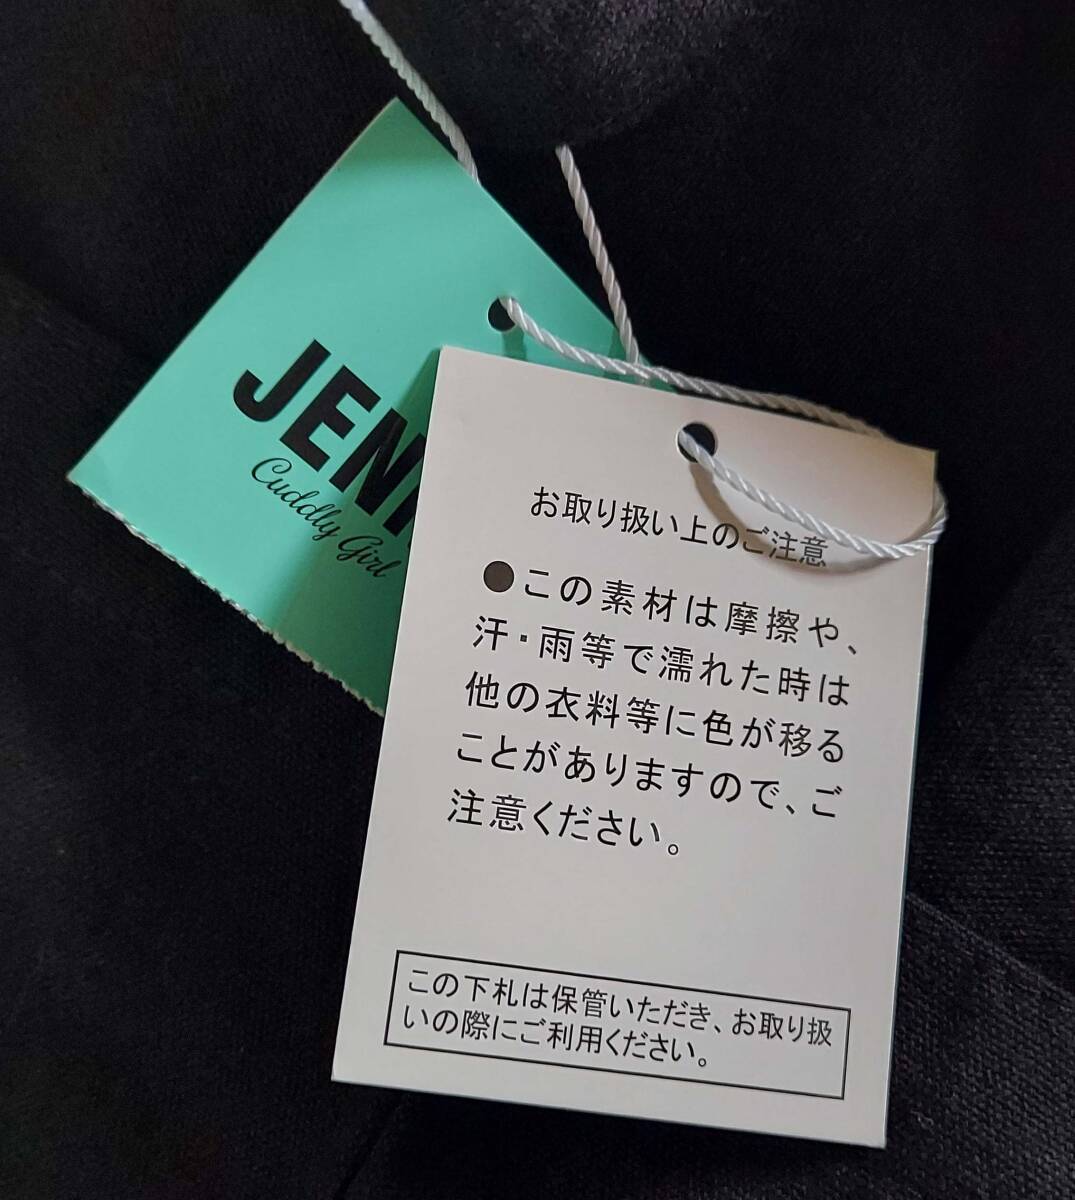 JEN
Cuddly Girl
お取り扱い上のご注意
●この素材は摩擦や、
汗・雨等で濡れた時は
他の衣料等に色が移る
ことがありますので、ご
注意ください。
この下札は保管いただき、お取り扱
いの際にご利用ください。